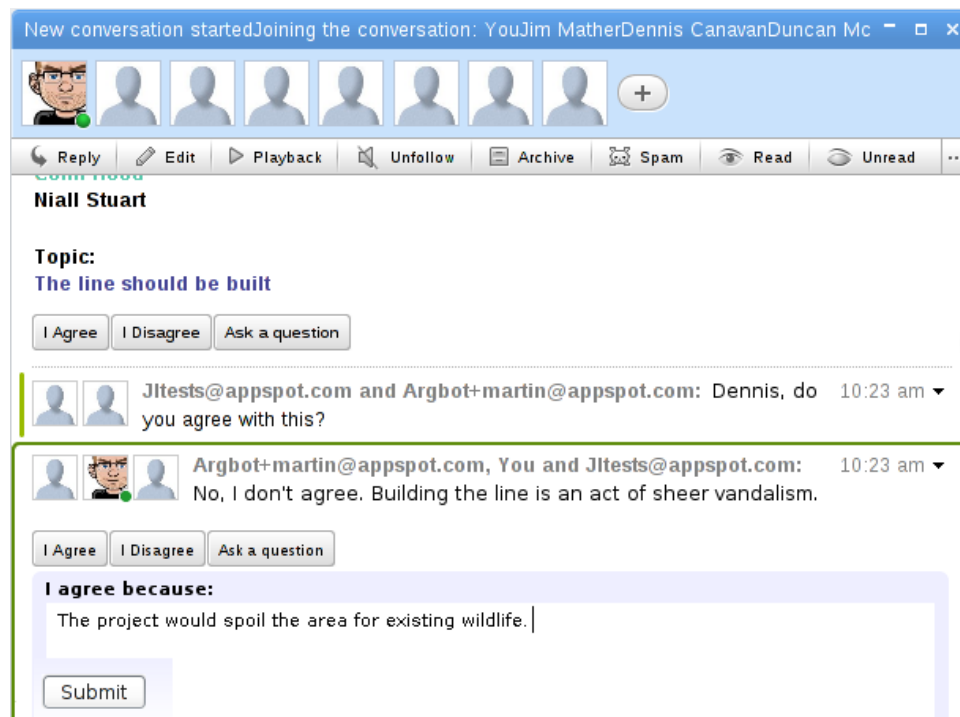 New conversation startedJoining the conversation: YouJim MatherDennis CanavanDuncan Mc
Reply Edit Playback Unfollow Archive Spam Read Unread ..
Niall Stuart
Topic:
The line should be built
I Agree I Disagree Ask a question
JItests@appspot.com and Argbot+martin@appspot.com: Dennis, do 10:23 am
you agree with this?
Argbot+martin@appspot.com, You and JItests@appspot.com: 10:23 am
No, I don't agree. Building the line is an act of sheer vandalism.
I Agree I Disagree Ask a question
I agree because:
The project would spoil the area for existing wildlife.
Submit